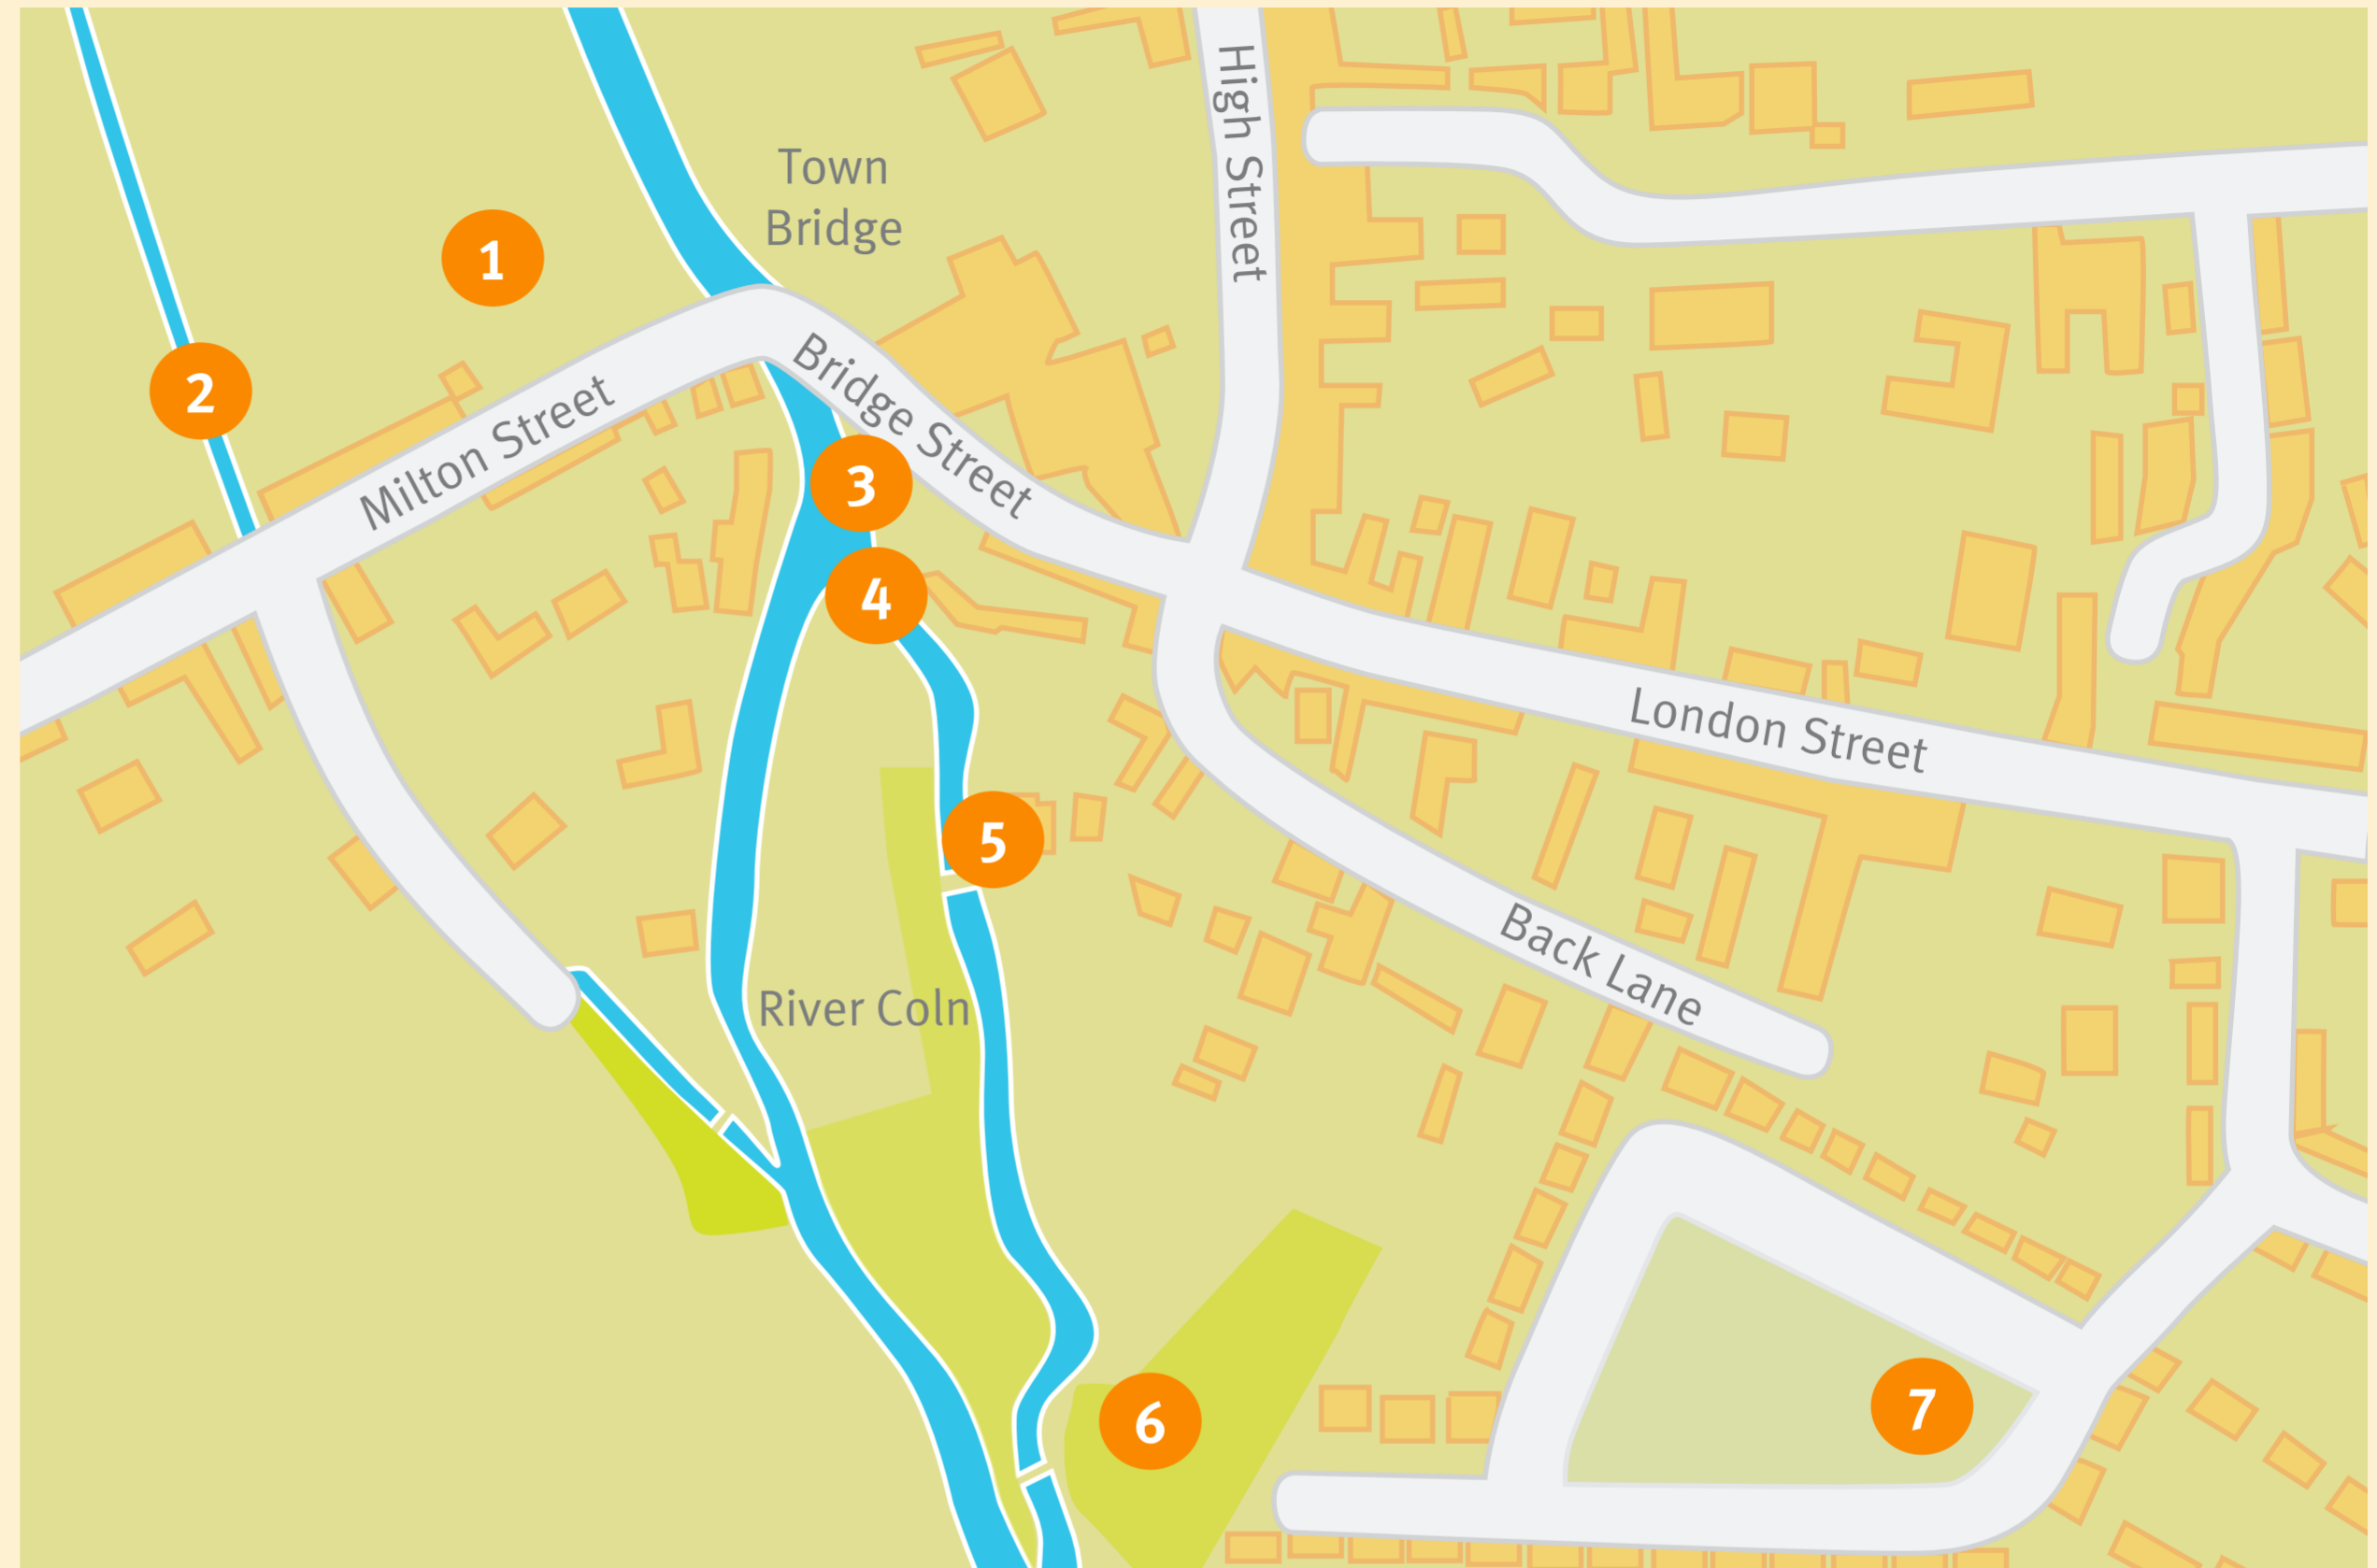 High Street
Town
Bridge
1
2
Bridge Street
Milton Street
3
4
London Street
5
Back Lane
River Coln
6
7